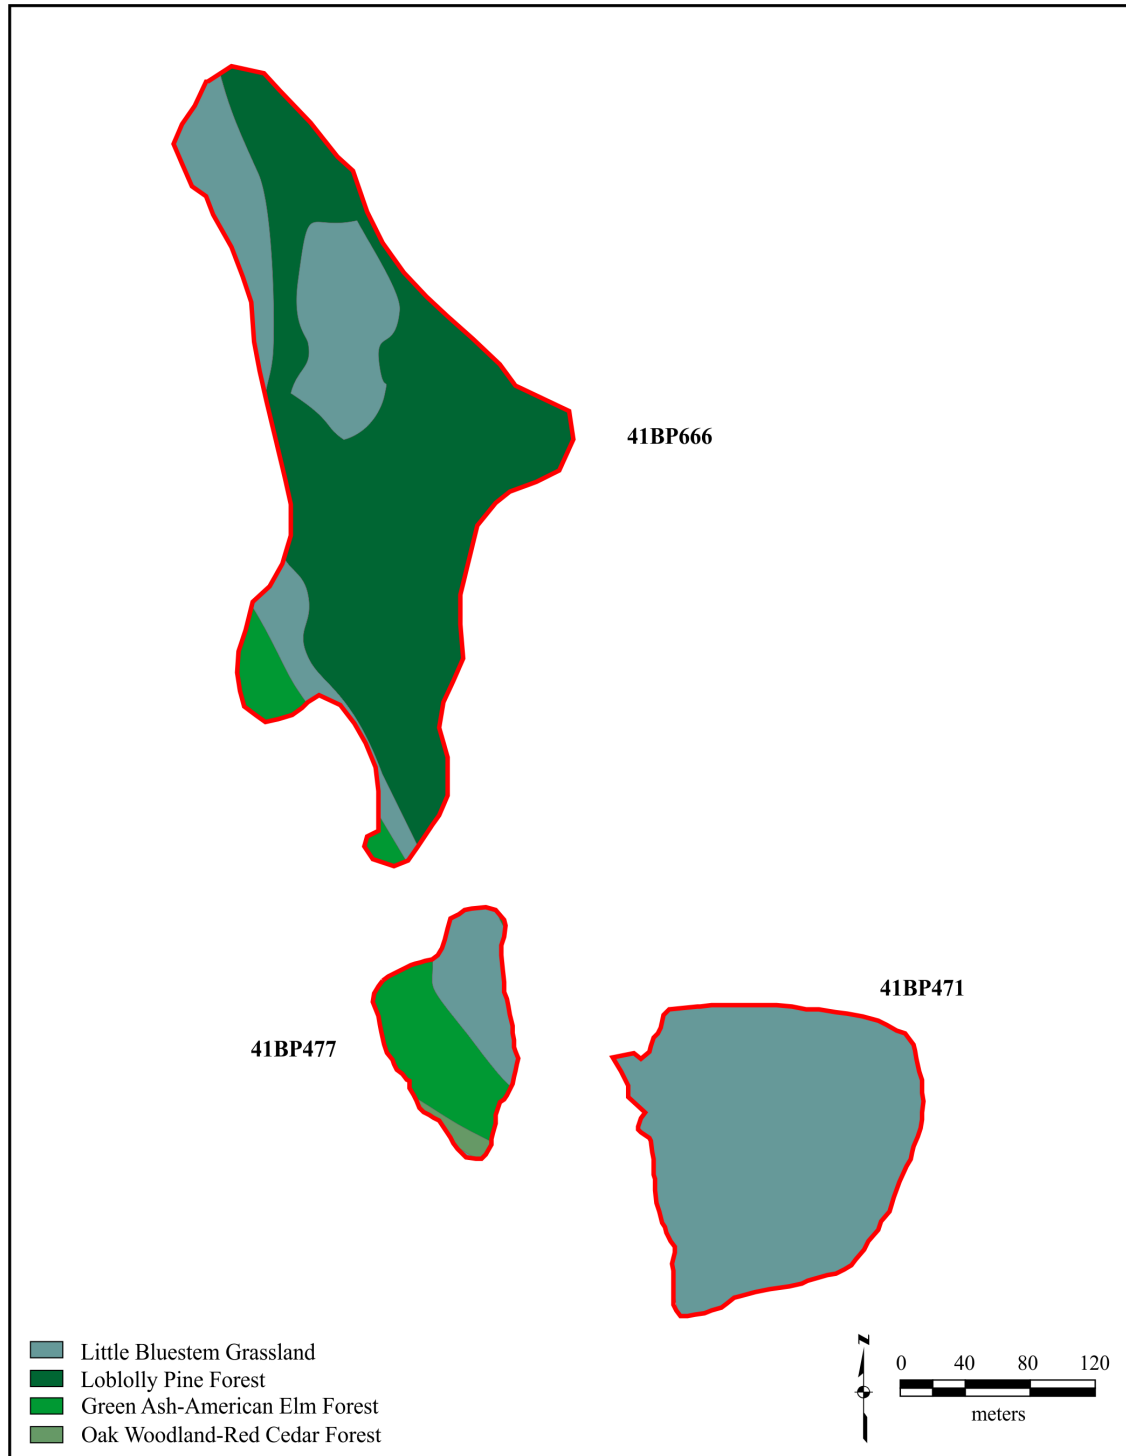 41BP666
41BP471
41BP477
Little Bluestem Grassland
Loblolly Pine Forest
Green Ash-American Elm Forest
Oak Woodland-Red Cedar Forest
N
0 40 80 120
meters